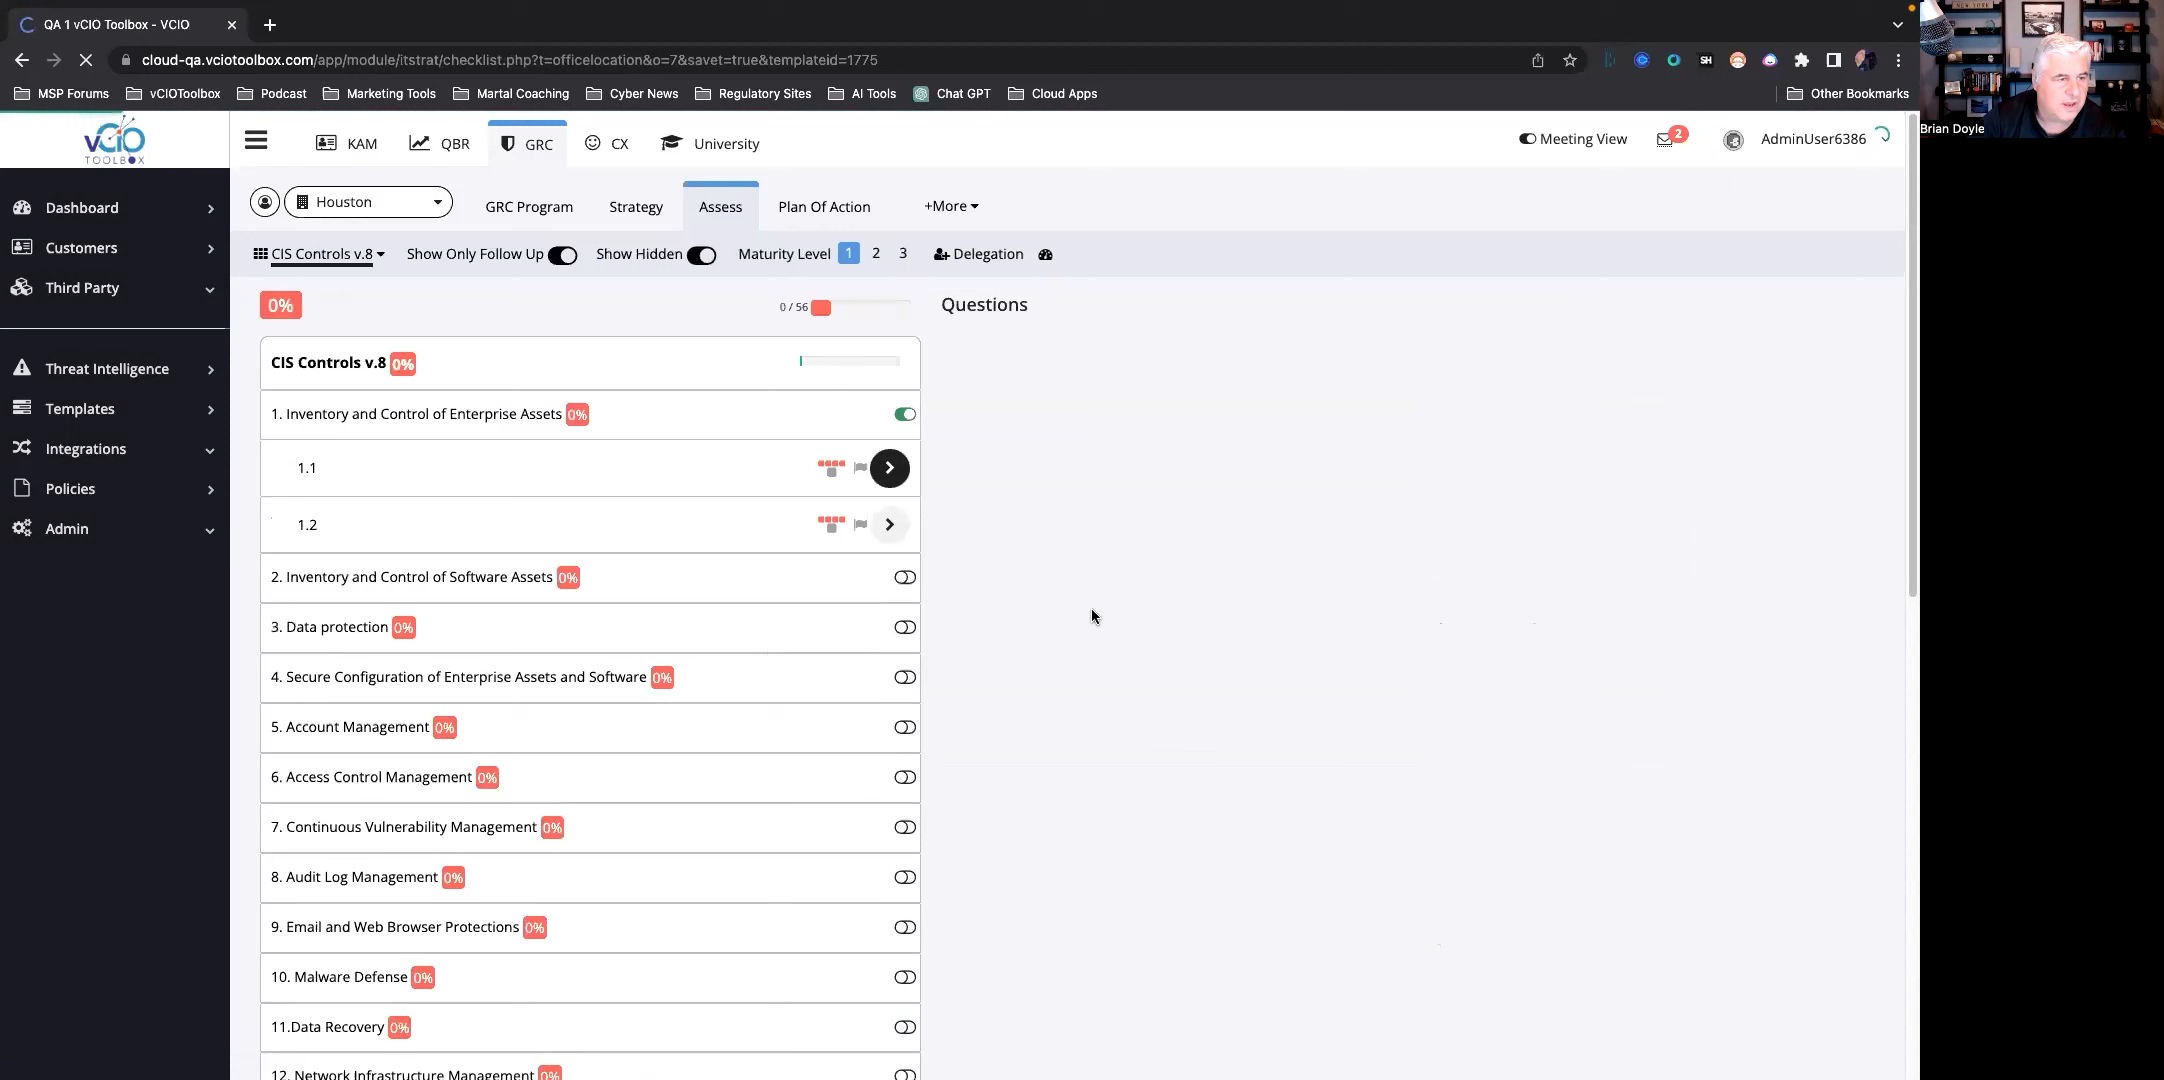 QA 1 vCIO Toolbox - VCIO
cloud-qa.vciotoolbox.com/app/module/itstrat/checklist.php?t=officelocation&o=7&savet=true&templateid=1775
SH
MSP Forums vCIOToolbox Podcast Marketing Tools Martal Coaching Cyber News Regulatory Sites AI Tools Chat GPT Cloud Apps Other Bookmarks
NEW YORK
Brian Doyle
vCIO
TOOLBOX
KAM QBR GRC CX University
Meeting View 2 AdminUser6386
Dashboard
Customers
Third Party
Threat Intelligence
Templates
Integrations
Policies
Admin
Houston
GRC Program Strategy Assess Plan Of Action +More
CIS Controls v.8 Show Only Follow Up Show Hidden Maturity Level 1 2 3 Delegation
0% 0 / 56
Questions
CIS Controls v.8 0%
1. Inventory and Control of Enterprise Assets 0%
1.1
1.2
2. Inventory and Control of Software Assets 0%
3. Data protection 0%
4. Secure Configuration of Enterprise Assets and Software 0%
5. Account Management 0%
6. Access Control Management 0%
7. Continuous Vulnerability Management 0%
8. Audit Log Management 0%
9. Email and Web Browser Protections 0%
10. Malware Defense 0%
11.Data Recovery 0%
12. Network Infrastructure Management 0%